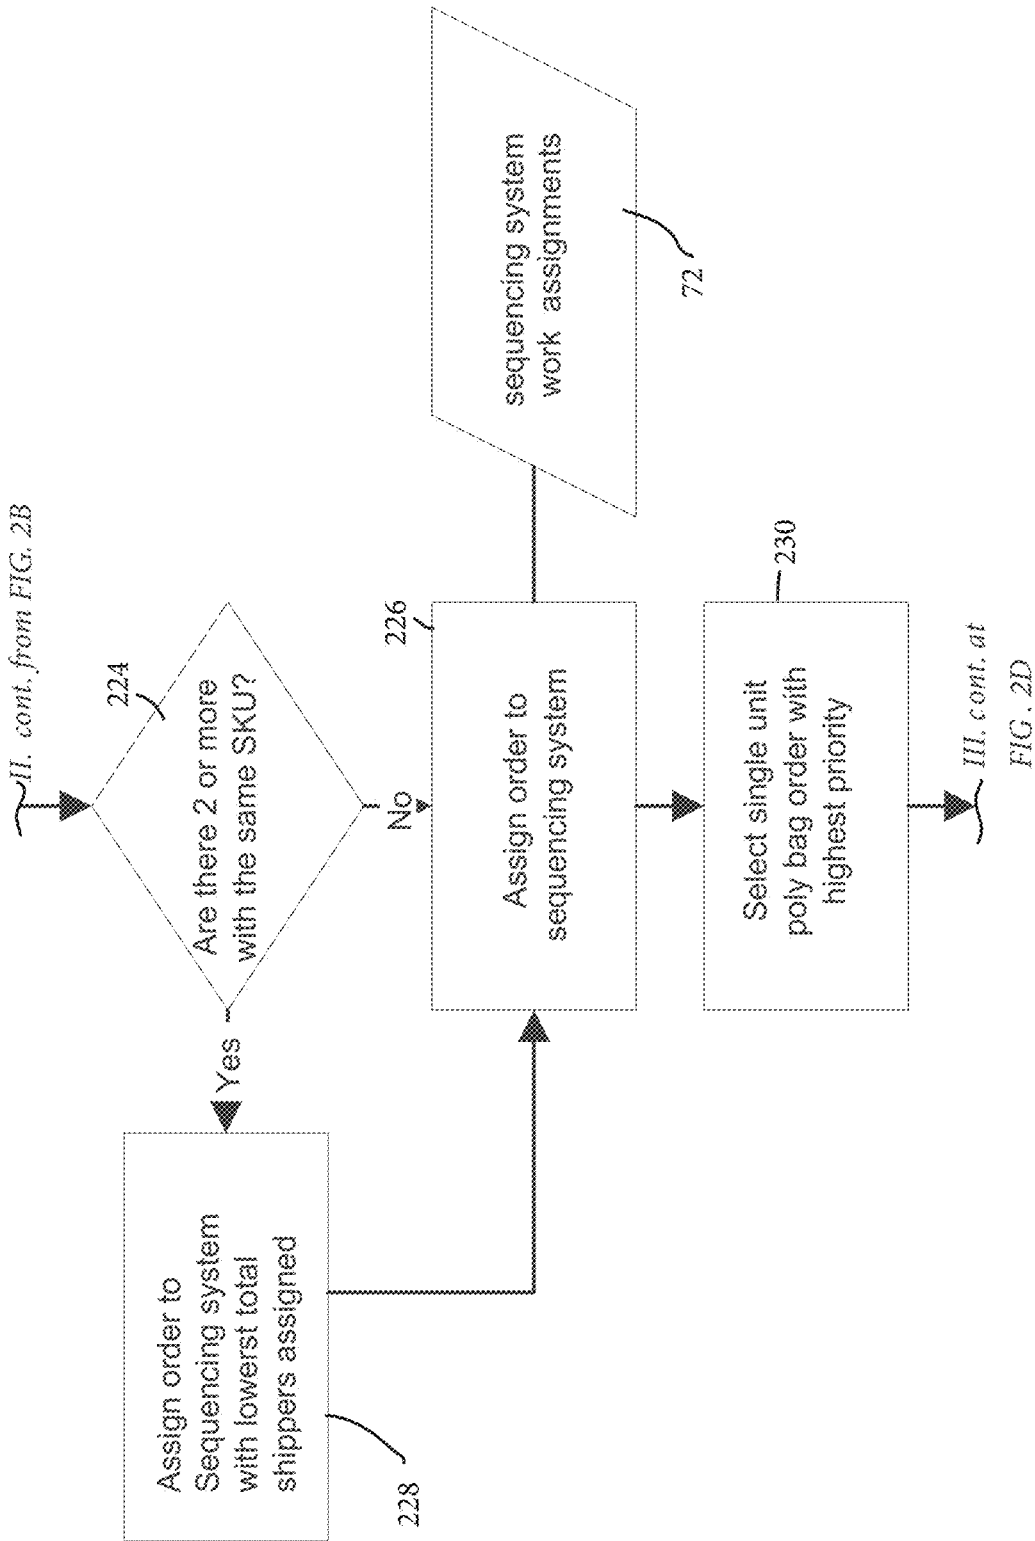 II. cont. from FIG. 2B
224
Are there 2 or more
with the same SKU?
Yes
No
Assign order to
Sequencing system
with lowerst total
shippers assigned
228
226
Assign order to
sequencing system
sequencing system
work assignments
72
230
Select single unit
poly bag order with
highest priority
III. cont. at
FIG. 2D